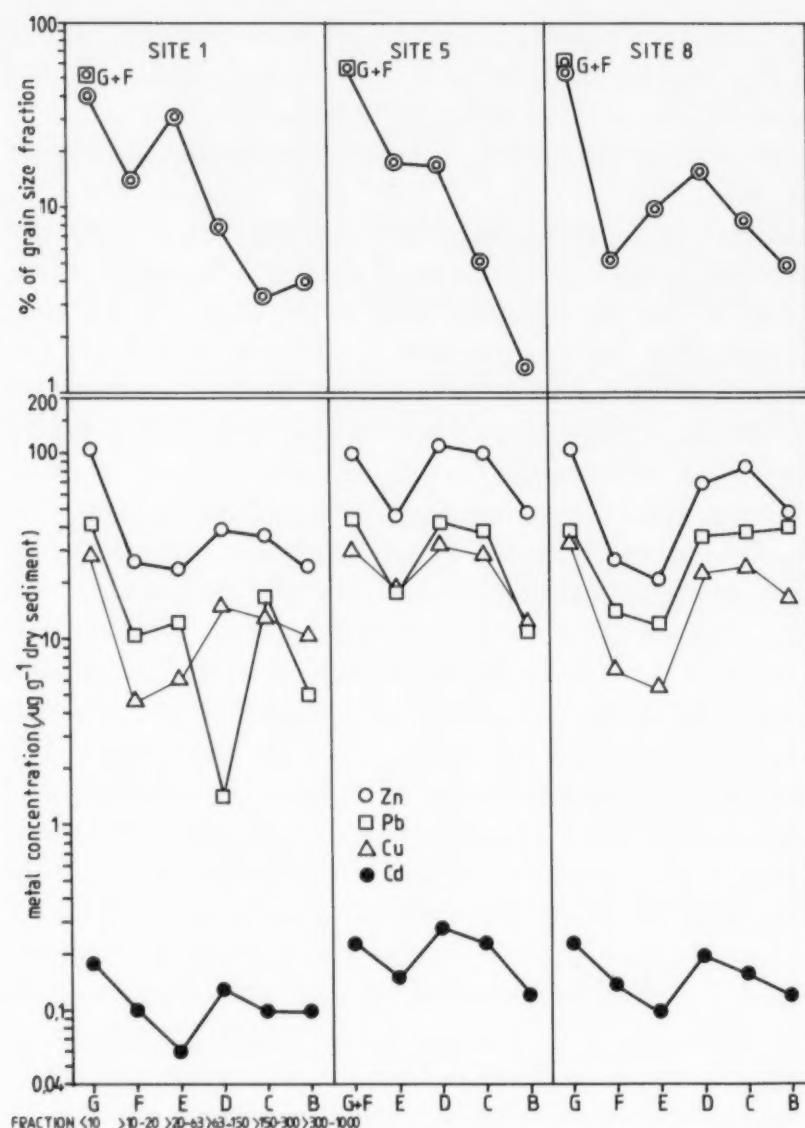 100
SITE 1
SITE 5
SITE 8
G+F
G+F
G+F
% of grain size fraction
10
1
200
100
metal concentration(µg g⁻¹ dry sediment)
10
1
0,1
0,04
Zn
Pb
Cu
Cd
G F E D C B
G+F E D C B
G F E D C B
FRACTION <10 >10-20 >20-63 >63-150 >150-300 >300-1000